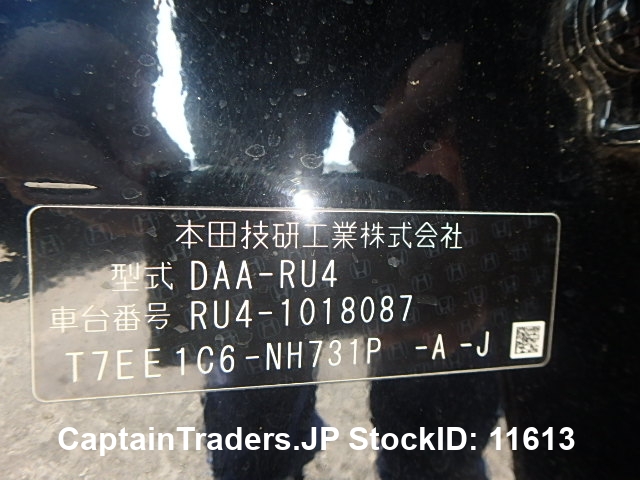 本田技研工業株式会社
型式 DAA-RU4
車台番号 RU4-1018087
T7EE1C6-NH731P -A-J
CaptainTraders.JP StockID: 11613